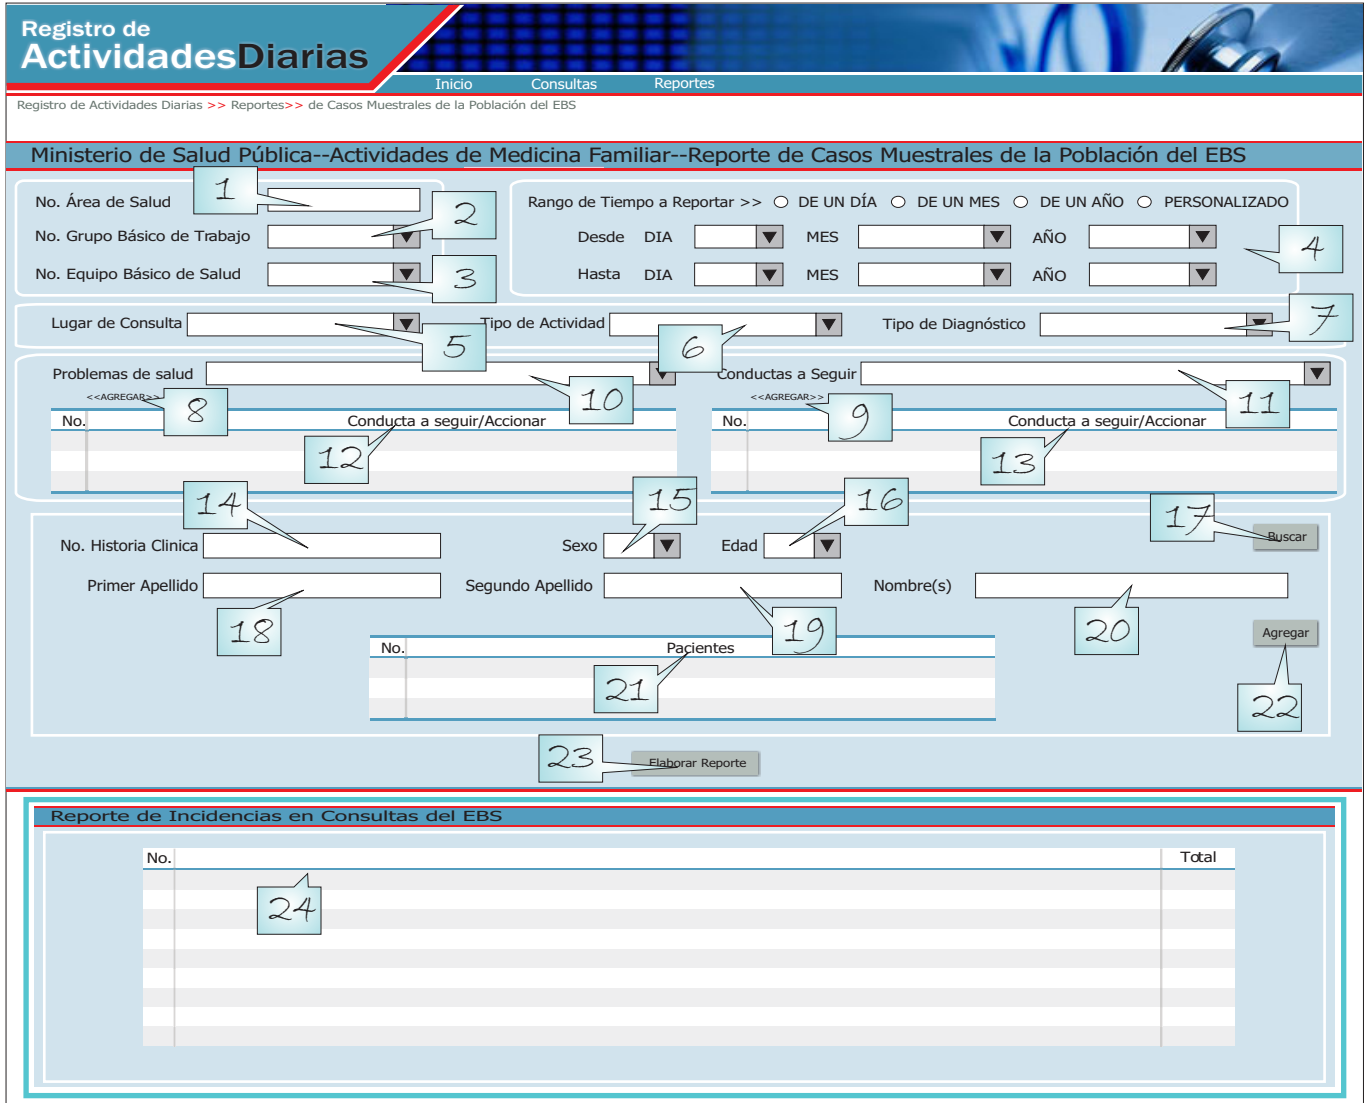 Registro de
ActividadesDiarias
Inicio Consultas Reportes
Registro de Actividades Diarias >> Reportes>> de Casos Muestrales de la Población del EBS
Ministerio de Salud Pública--Actividades de Medicina Familiar--Reporte de Casos Muestrales de la Población del EBS
No. Área de Salud 1
No. Grupo Básico de Trabajo 2
No. Equipo Básico de Salud 3
Rango de Tiempo a Reportar >> DE UN DÍA DE UN MES DE UN AÑO PERSONALIZADO
Desde DIA MES AÑO 4
Hasta DIA MES AÑO
Lugar de Consulta 5 Tipo de Actividad 6 Tipo de Diagnóstico 7
Problemas de salud 10 Conductas a Seguir 11
<<AGREGAR>> 8 <<AGREGAR>> 9
No. Conducta a seguir/Accionar No. Conducta a seguir/Accionar
12 13
14 15 16 17
No. Historia Clinica Sexo Edad Buscar
Primer Apellido Segundo Apellido Nombre(s)
18 19 20
No. Pacientes Agregar
21 22
23 Elaborar Reporte
Reporte de Incidencias en Consultas del EBS
No. Total
24